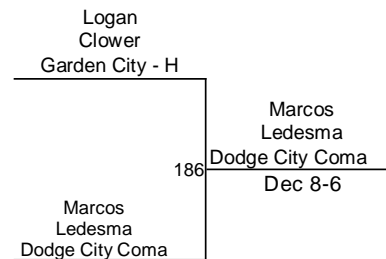 Logan
Clower
Garden City - H
Marcos
Ledesma
186 Dodge City Coma
Dec 8-6
Marcos
Ledesma
Dodge City Coma